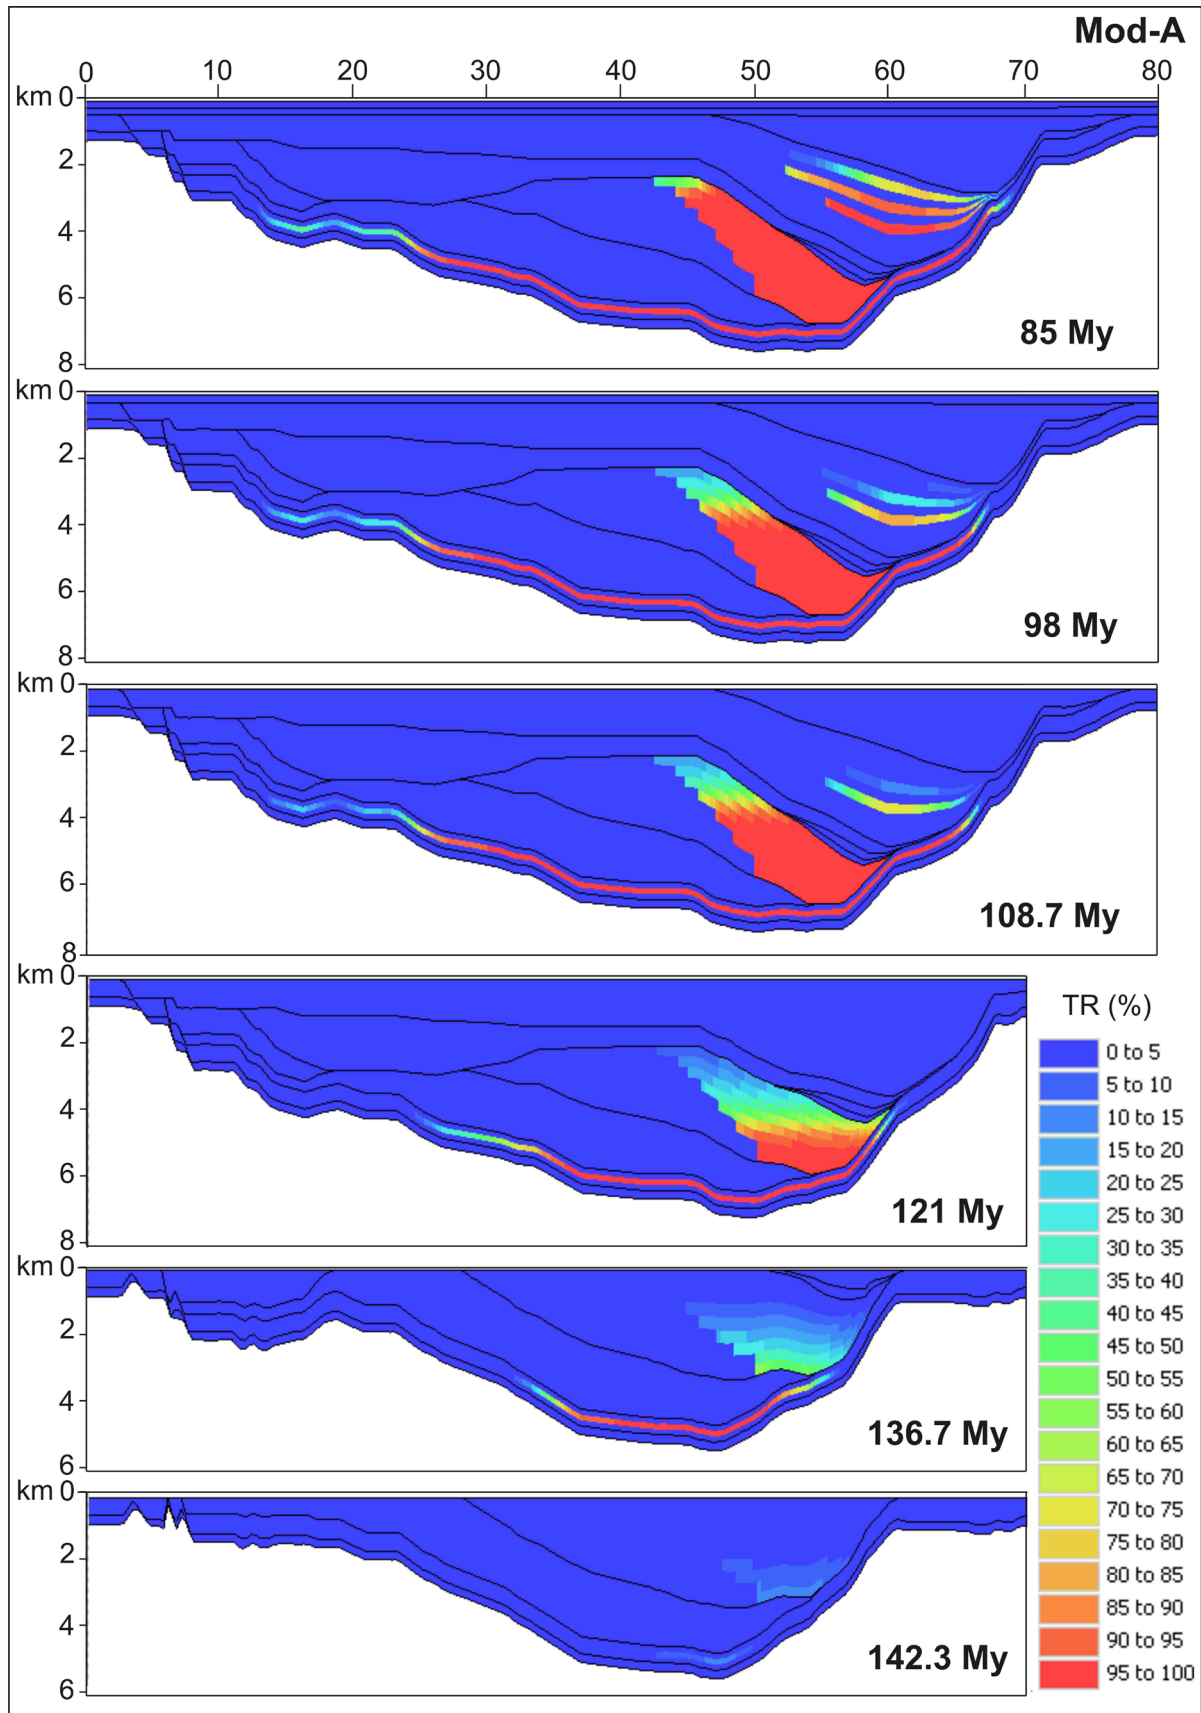 Mod-A
0 10 20 30 40 50 60 70 80
km 0
2
4
6
8
85 My
km 0
2
4
6
8
98 My
km 0
2
4
6
8
108.7 My
km 0
2
4
6
8
121 My
km 0
2
4
6
136.7 My
km 0
2
4
6
142.3 My
TR (%)
0 to 5
5 to 10
10 to 15
15 to 20
20 to 25
25 to 30
30 to 35
35 to 40
40 to 45
45 to 50
50 to 55
55 to 60
60 to 65
65 to 70
70 to 75
75 to 80
80 to 85
85 to 90
90 to 95
95 to 100